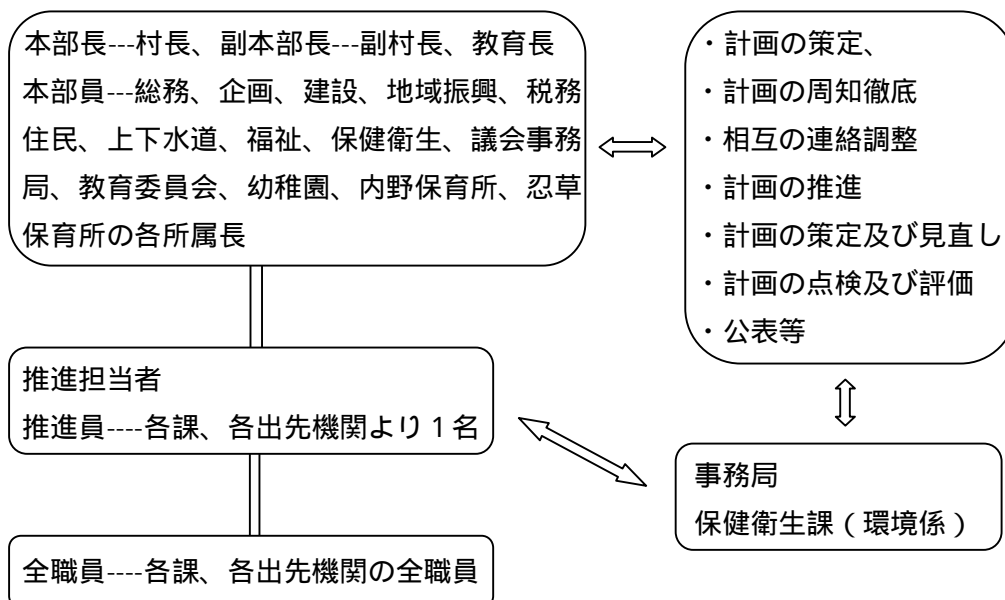 本部長---村長、副本部長---副村長、教育長
本部員---総務、企画、建設、地域振興、税務
住民、上下水道、福祉、保健衛生、議会事務
局、教育委員会、幼稚園、内野保育所、忍草
保育所の各所属長
・計画の策定、
・計画の周知徹底
・相互の連絡調整
・計画の推進
・計画の策定及び見直し
・計画の点検及び評価
・公表等
推進担当者
推進員----各課、各出先機関より1名
事務局
保健衛生課(環境係)
全職員----各課、各出先機関の全職員